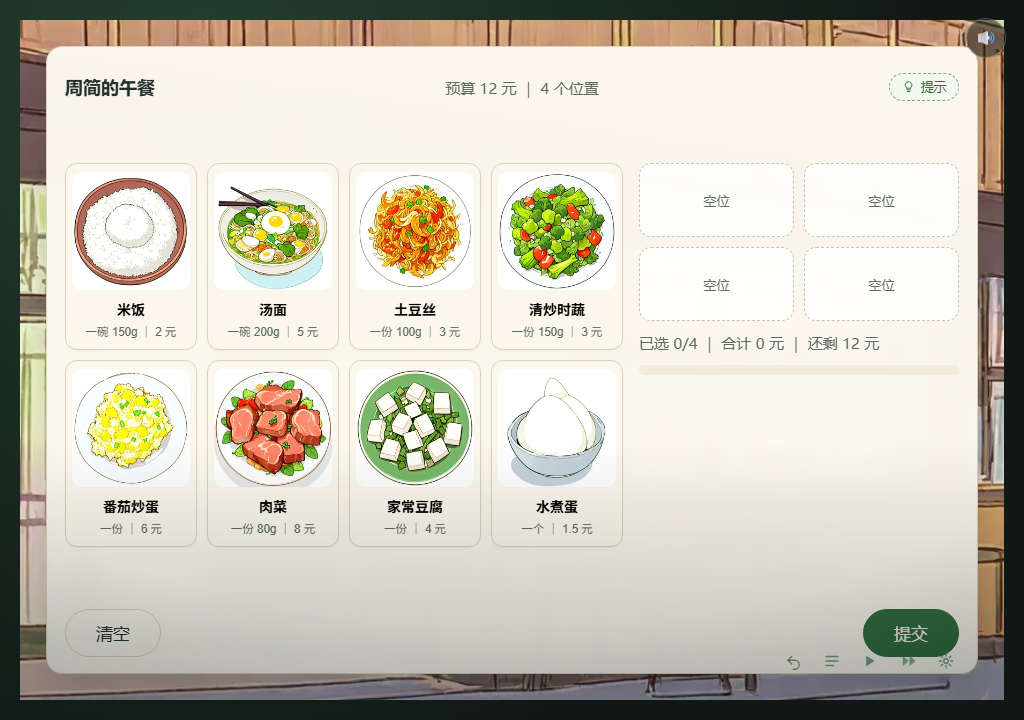 周简的午餐
预算 12 元 | 4 个位置
提示
米饭
一碗 150g | 2 元
汤面
一碗 200g | 5 元
土豆丝
一份 100g | 3 元
清炒时蔬
一份 150g | 3 元
空位
空位
空位
空位
已选 0/4 | 合计 0 元 | 还剩 12 元
番茄炒蛋
一份 | 6 元
肉菜
一份 80g | 8 元
家常豆腐
一份 | 4 元
水煮蛋
一个 | 1.5 元
清空
提交